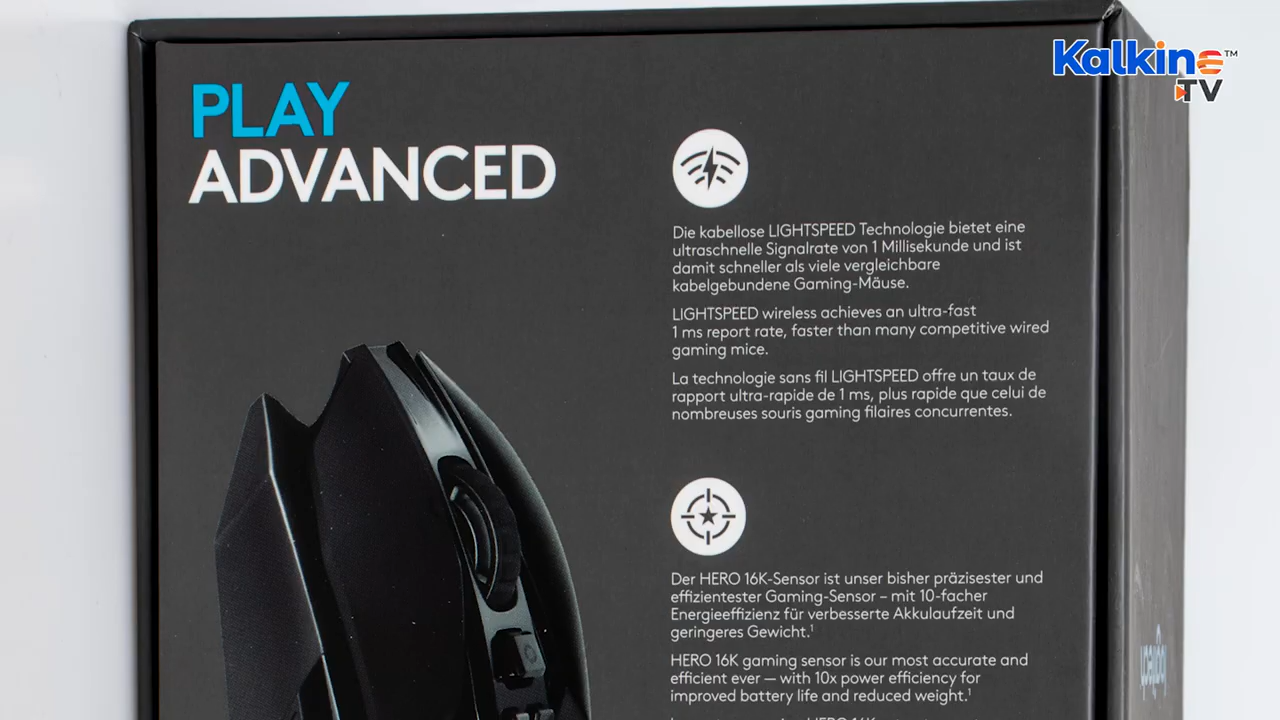 Kalkine™
TV
PLAY
ADVANCED
Die kabellose LIGHTSPEED Technologie bietet eine
ultraschnelle Signalrate von 1 Millisekunde und ist
damit schneller als viele vergleichbare
kabelgebundene Gaming-Mäuse.
LIGHTSPEED wireless achieves an ultra-fast
1 ms report rate, faster than many competitive wired
gaming mice.
La technologie sans fil LIGHTSPEED offre un taux de
rapport ultra-rapide de 1 ms, plus rapide que celui de
nombreuses souris gaming filaires concurrentes.
Der HERO 16K-Sensor ist unser bisher präzisester und
effizientester Gaming-Sensor – mit 10-facher
Energieeffizienz für verbesserte Akkulaufzeit und
geringeres Gewicht.¹
HERO 16K gaming sensor is our most accurate and
efficient ever — with 10x power efficiency for
improved battery life and reduced weight.¹
logitech